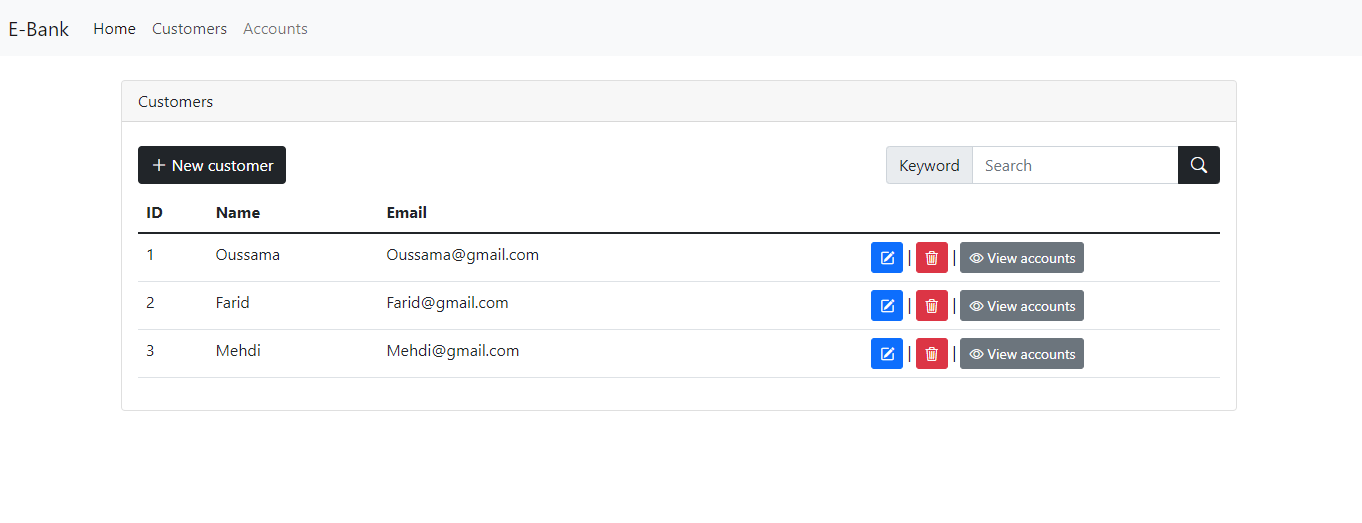 E-Bank Home Customers Accounts
Customers
+ New customer Keyword Search
ID Name Email
1 Oussama Oussama@gmail.com | | View accounts
2 Farid Farid@gmail.com | | View accounts
3 Mehdi Mehdi@gmail.com | | View accounts